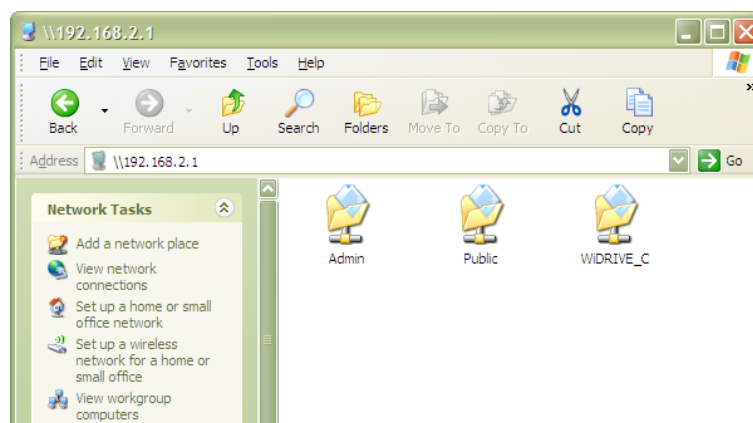 \\192.168.2.1
File Edit View Favorites Tools Help
Back Forward Up Search Folders Move To Copy To Cut Copy
»
Address \\192.168.2.1 Go
Network Tasks
Add a network place
View network
connections
Set up a home or small
office network
Set up a wireless
network for a home or
small office
View workgroup
computers
Admin Public WiDRIVE_C